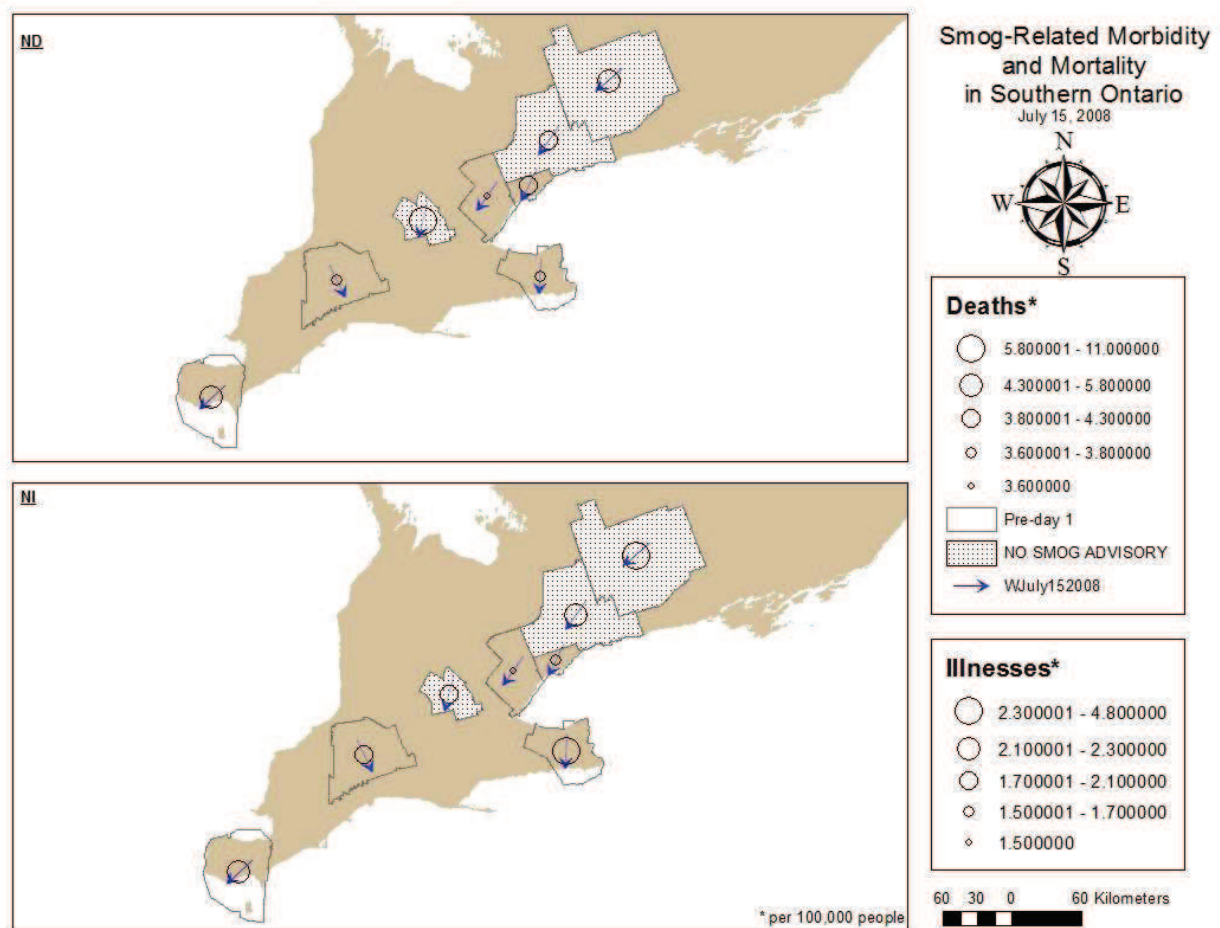 ND
NI
* per 100,000 people
Smog-Related Morbidity
and Mortality
in Southern Ontario
July 15, 2008
N
W E
S
Deaths*
5.800001 - 11.000000
4.300001 - 5.800000
3.800001 - 4.300000
3.600001 - 3.800000
3.600000
Pre-day 1
NO SMOG ADVISORY
WJuly152008
Illnesses*
2.300001 - 4.800000
2.100001 - 2.300000
1.700001 - 2.100000
1.500001 - 1.700000
1.500000
60 30 0 60 Kilometers